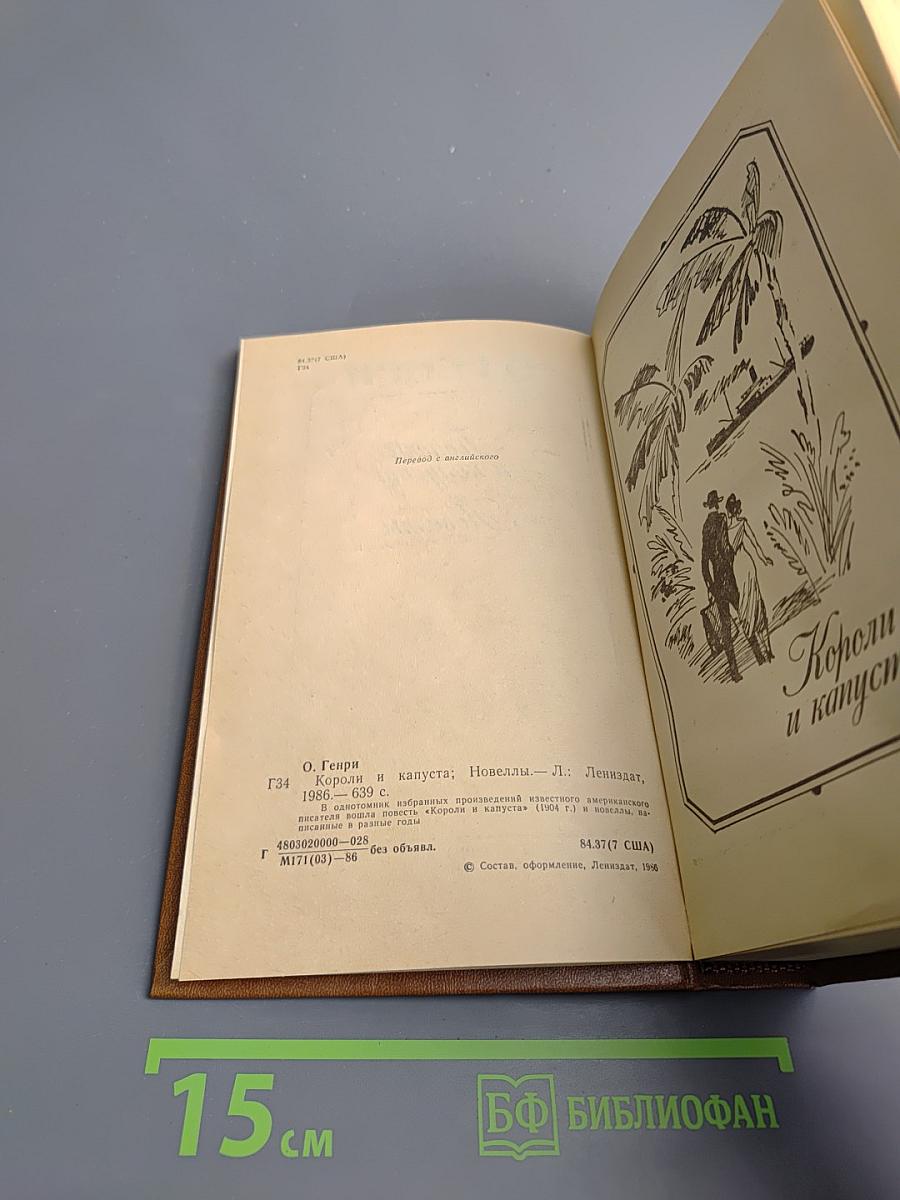 84.37(7 США)
Г34
Перевод с английского
О. Генри
Г34 Короли и капуста; Новеллы.— Л.: Лениздат,
1986.— 639 с.
В однотомник избранных произведений известного американского
писателя вошла повесть «Короли и капуста» (1904 г.) и новеллы, на-
писанные в разные годы
Г 4803020000—028 без объявл. 84.37(7 США)
М171(03)—86
© Состав, оформление, Лениздат, 1986
Короли
и капуст
15 см
БФ БИБЛИОФАН